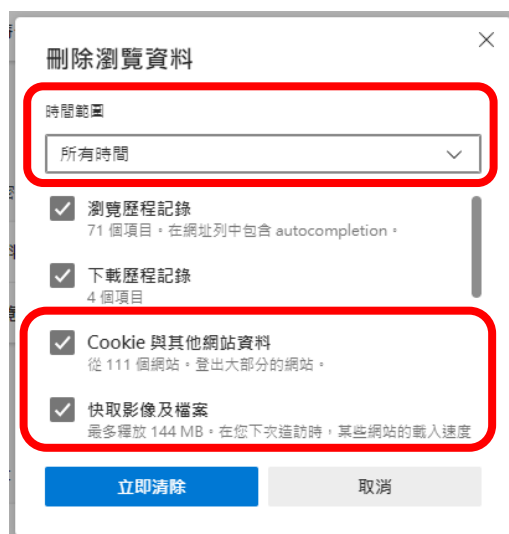 刪除瀏覽資料
時間範圍
所有時間
瀏覽歷程記錄
71 個項目。在網址列中包含 autocompletion。
下載歷程記錄
4 個項目
Cookie 與其他網站資料
從 111 個網站。登出大部分的網站。
快取影像及檔案
最多釋放 144 MB。在您下次造訪時，某些網站的載入速度
立即清除
取消